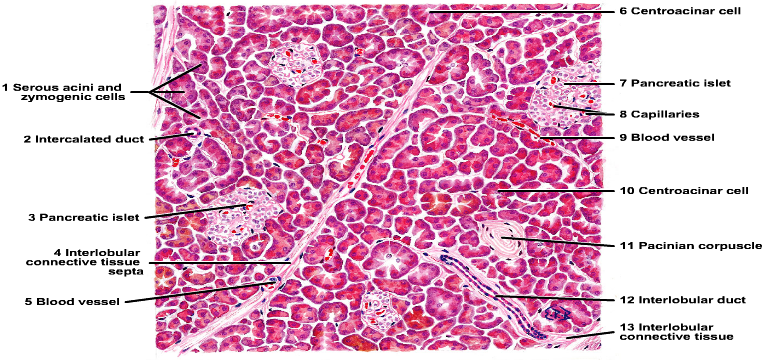 1 Serous acini and
zymogenic cells
2 Intercalated duct
3 Pancreatic islet
4 Interlobular
connective tissue
septa
5 Blood vessel
6 Centroacinar cell
7 Pancreatic islet
8 Capillaries
9 Blood vessel
10 Centroacinar cell
11 Pacinian corpuscle
12 Interlobular duct
13 Interlobular
connective tissue